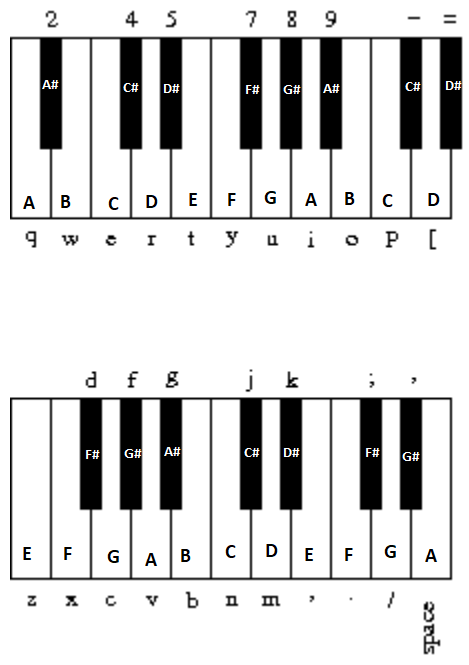 2 4 5 7 8 9 - =
A# C# D# F# G# A# C# D#
A B C D E F G A B C D
q w e r t y u i o p [
d f g j k ; ,
F# G# A# C# D# F# G#
E F G A B C D E F G A
z x c v b n m , . / space